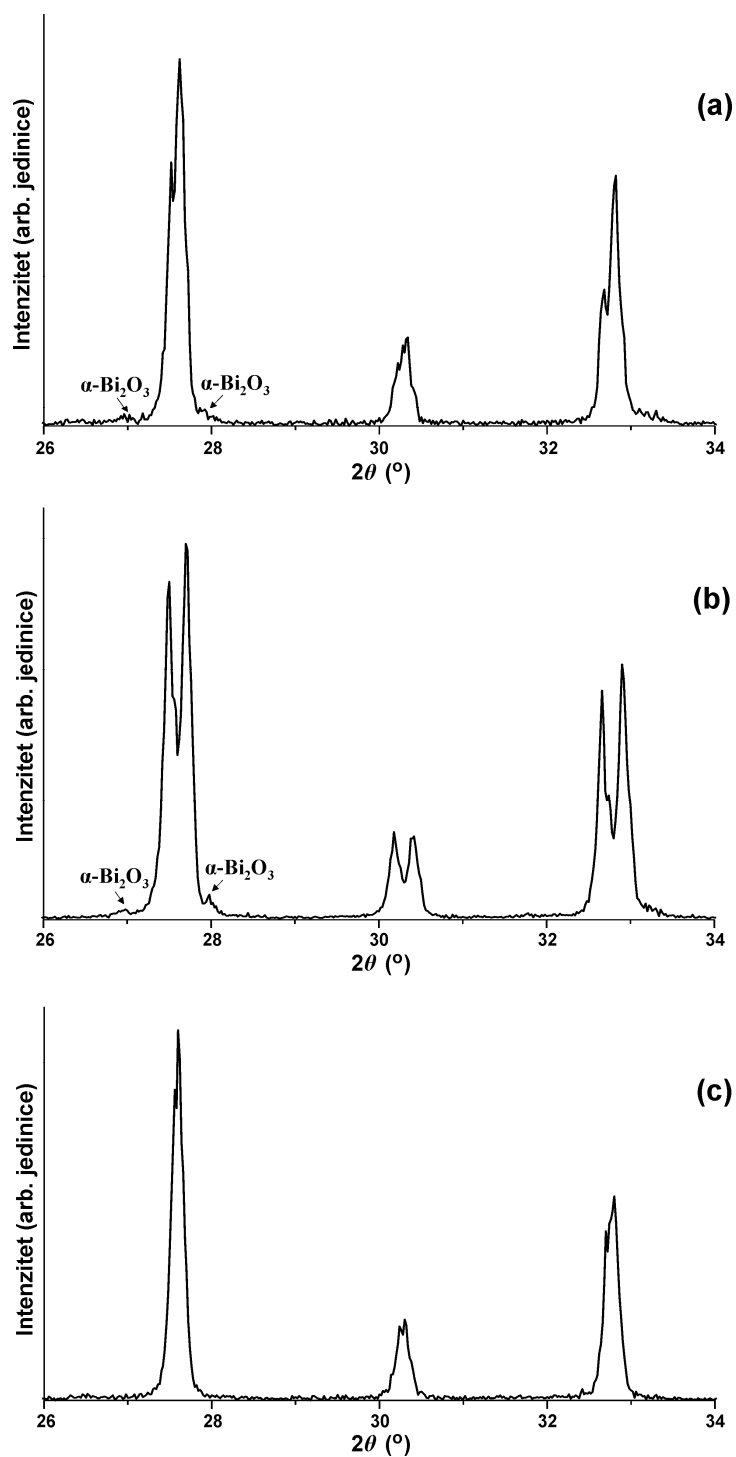 (a)
Intenzitet (arb. jedinice)
α-Bi₂O₃
α-Bi₂O₃
26 28 30 32 34
2θ (°)
(b)
Intenzitet (arb. jedinice)
α-Bi₂O₃
α-Bi₂O₃
26 28 30 32 34
2θ (°)
(c)
Intenzitet (arb. jedinice)
26 28 30 32 34
2θ (°)